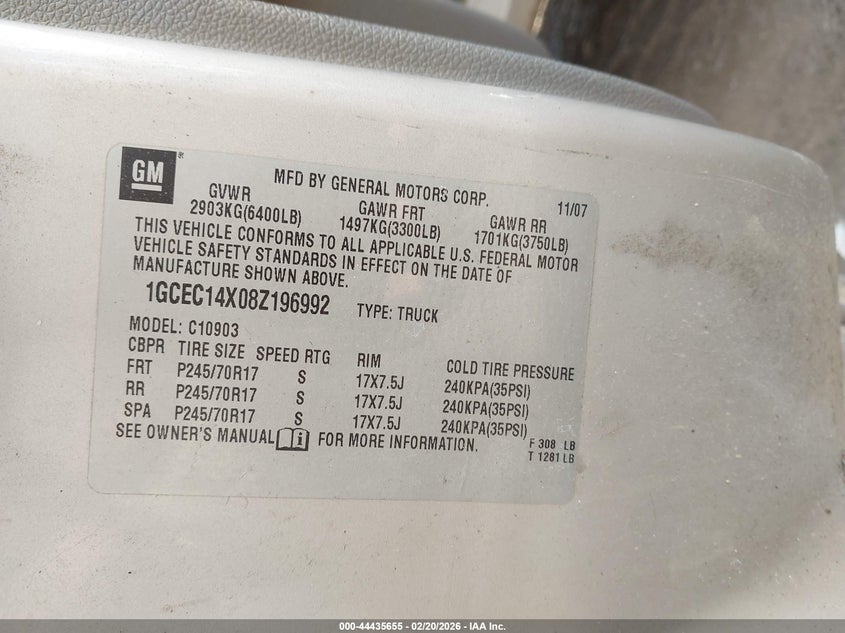 GM
MFD BY GENERAL MOTORS CORP. 11/07
GVWR GAWR FRT GAWR RR
2903KG(6400LB) 1497KG(3300LB) 1701KG(3750LB)
THIS VEHICLE CONFORMS TO ALL APPLICABLE U.S. FEDERAL MOTOR
VEHICLE SAFETY STANDARDS IN EFFECT ON THE DATE OF
MANUFACTURE SHOWN ABOVE.
1GCEC14X08Z196992 TYPE: TRUCK
MODEL: C10903
CBPR TIRE SIZE SPEED RTG RIM COLD TIRE PRESSURE
FRT P245/70R17 S 17X7.5J 240KPA(35PSI)
RR P245/70R17 S 17X7.5J 240KPA(35PSI)
SPA P245/70R17 S 17X7.5J 240KPA(35PSI)
SEE OWNER'S MANUAL i FOR MORE INFORMATION.
F 308 LB
T 1281 LB
000-44435655 - 02/20/2026 - IAA Inc.